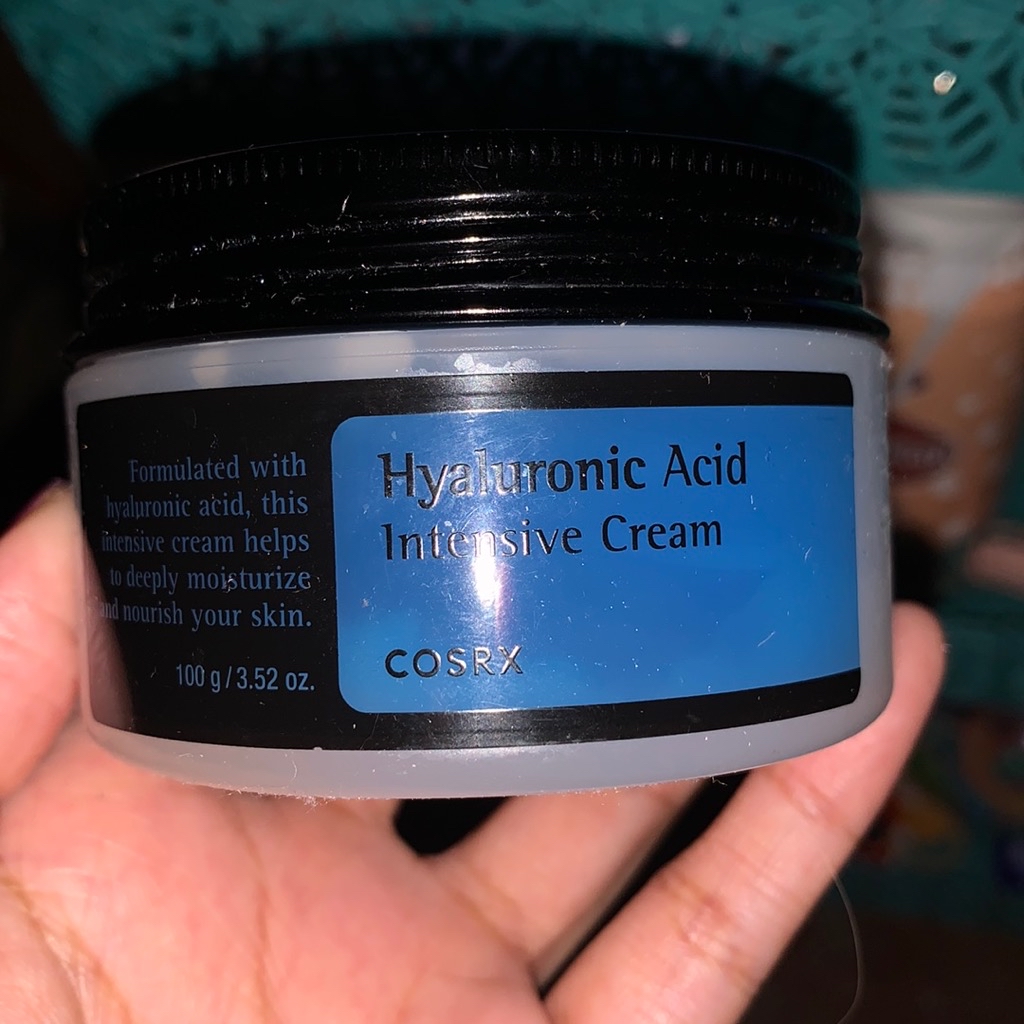 Formulated with
hyaluronic acid, this
intensive cream helps
to deeply moisturize
and nourish your skin.
100 g / 3.52 oz.
Hyaluronic Acid
Intensive Cream
COSRX